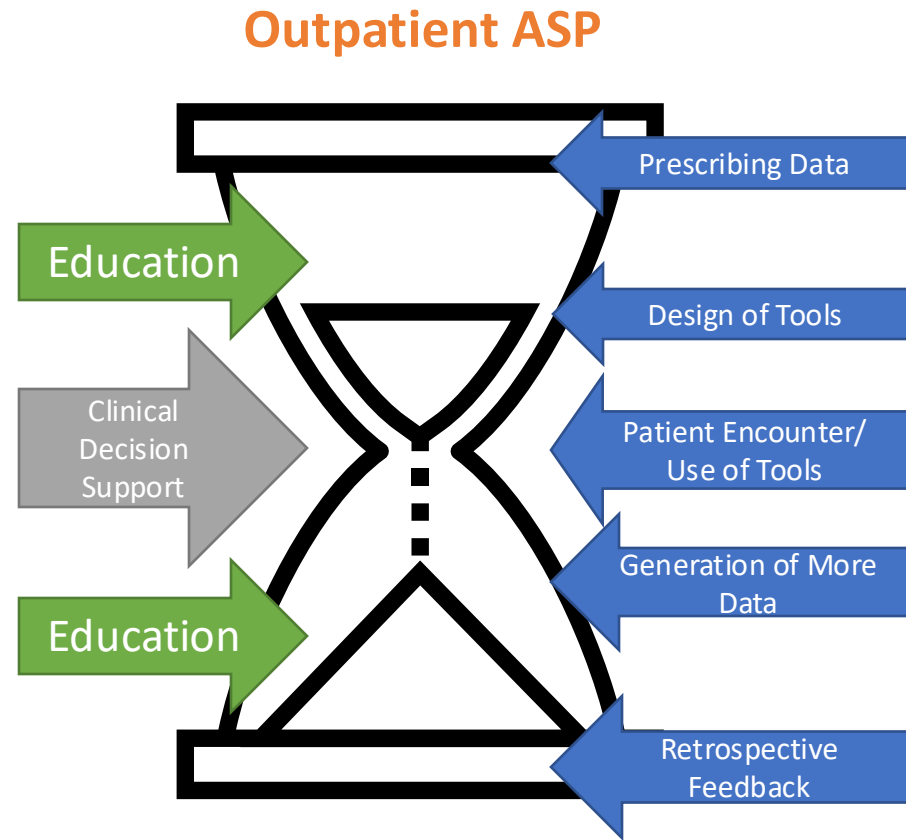 Outpatient ASP
Prescribing Data
Education
Design of Tools
Clinical
Decision
Support
Patient Encounter/
Use of Tools
Generation of More
Data
Education
Retrospective
Feedback